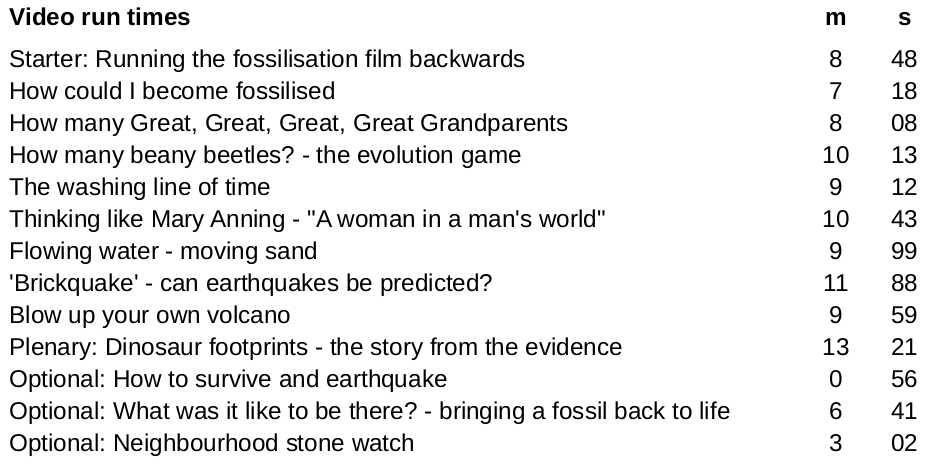 Video run times m s
Starter: Running the fossilisation film backwards 8 48
How could I become fossilised 7 18
How many Great, Great, Great, Great Grandparents 8 08
How many beany beetles? - the evolution game 10 13
The washing line of time 9 12
Thinking like Mary Anning - "A woman in a man's world" 10 43
Flowing water - moving sand 9 99
'Brickquake' - can earthquakes be predicted? 11 88
Blow up your own volcano 9 59
Plenary: Dinosaur footprints - the story from the evidence 13 21
Optional: How to survive and earthquake 0 56
Optional: What was it like to be there? - bringing a fossil back to life 6 41
Optional: Neighbourhood stone watch 3 02